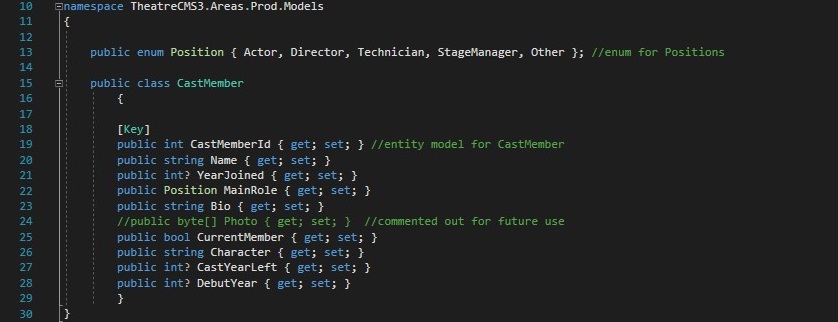 10 namespace TheatreCMS3.Areas.Prod.Models
11 {
12
13 public enum Position { Actor, Director, Technician, StageManager, Other }; //enum for Positions
14
15 public class CastMember
16 {
17
18 [Key]
19 public int CastMemberId { get; set; } //entity model for CastMember
20 public string Name { get; set; }
21 public int? YearJoined { get; set; }
22 public Position MainRole { get; set; }
23 public string Bio { get; set; }
24 //public byte[] Photo { get; set; } //commented out for future use
25 public bool CurrentMember { get; set; }
26 public string Character { get; set; }
27 public int? CastYearLeft { get; set; }
28 public int? DebutYear { get; set; }
29 }
30 }